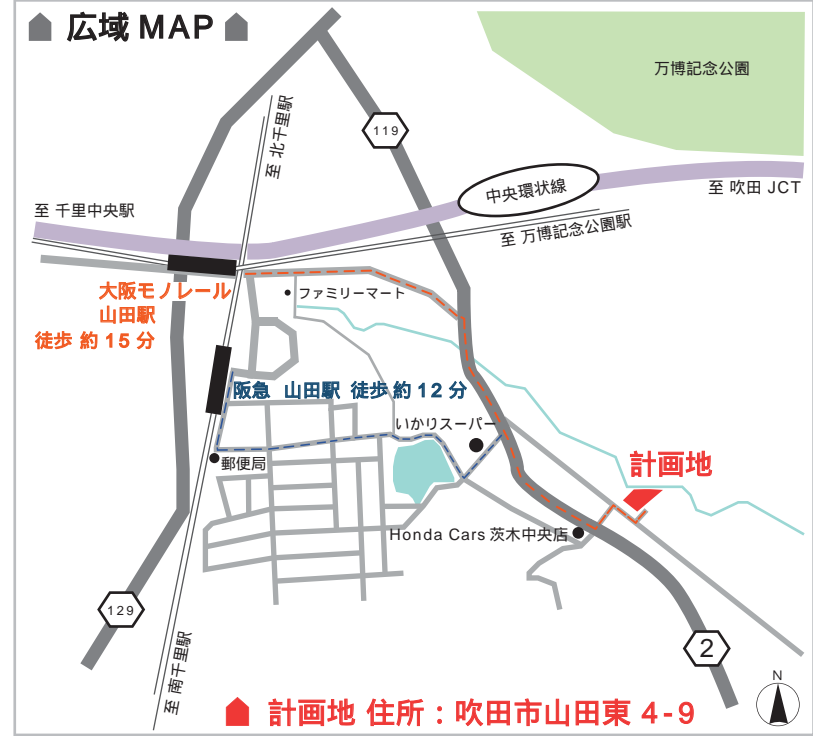 広域 MAP
万博記念公園
119
至 北千里駅
中央環状線
至 吹田 JCT
至 千里中央駅
至 万博記念公園駅
大阪モノレール
山田駅
徒歩 約 15 分
ファミリーマート
阪急 山田駅 徒歩 約 12 分
いかりスーパー
郵便局
計画地
Honda Cars 茨木中央店
129
2
至 南千里駅
N
計画地 住所：吹田市山田東 4-9